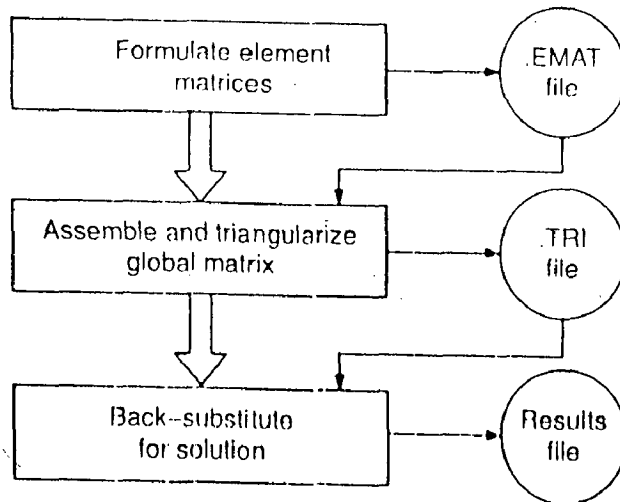 Formulate element
matrices
.EMAT
file
Assemble and triangularize
global matrix
.TRI
file
Back-substitute
for solution
Results
file